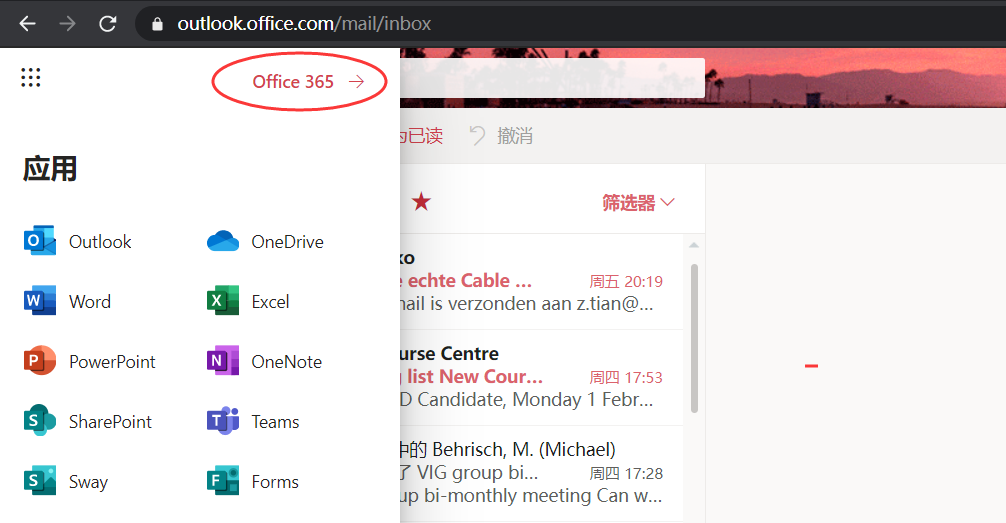 outlook.office.com/mail/inbox
Office 365 →
为已读 撤消
应用
筛选器
Outlook OneDrive
Word Excel
PowerPoint OneNote
SharePoint Teams
Sway Forms
ko
e echte Cable ... 周五 20:19
mail is verzonden aan z.tian@...
urse Centre
g list New Cour... 周四 17:53
D Candidate, Monday 1 Febr...
中的 Behrisch, M. (Michael)
了 VIG group bi... 周四 17:28
up bi-monthly meeting Can w...